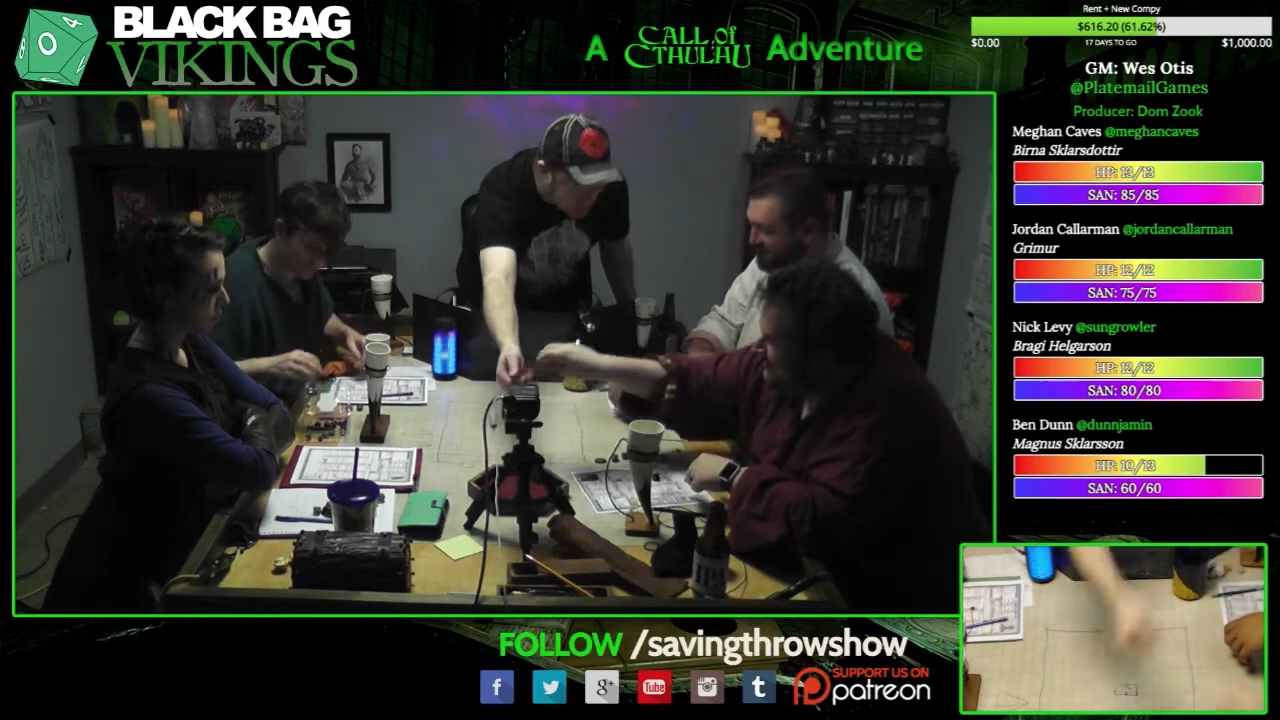 BLACK BAG
VIKINGS
A CALL of CTHULHU Adventure
Rent + New Compy
$616.20 (61.62%)
$0.00 17 DAYS TO GO $1,000.00
GM: Wes Otis
@PlatemailGames
Producer: Dom Zook
Meghan Caves @meghancaves
Birna Sklarsdottir
HP: 13/13
SAN: 85/85
Jordan Callarman @jordancallarman
Grimur
HP: 12/12
SAN: 75/75
Nick Levy @sungrowler
Bragi Helgarson
HP: 12/12
SAN: 80/80
Ben Dunn @dunnjamin
Magnus Sklarsson
HP: 10/13
SAN: 60/60
IPA
FOLLOW /savingthrowshow
f g+ You Tube t
SUPPORT US ON
patreon